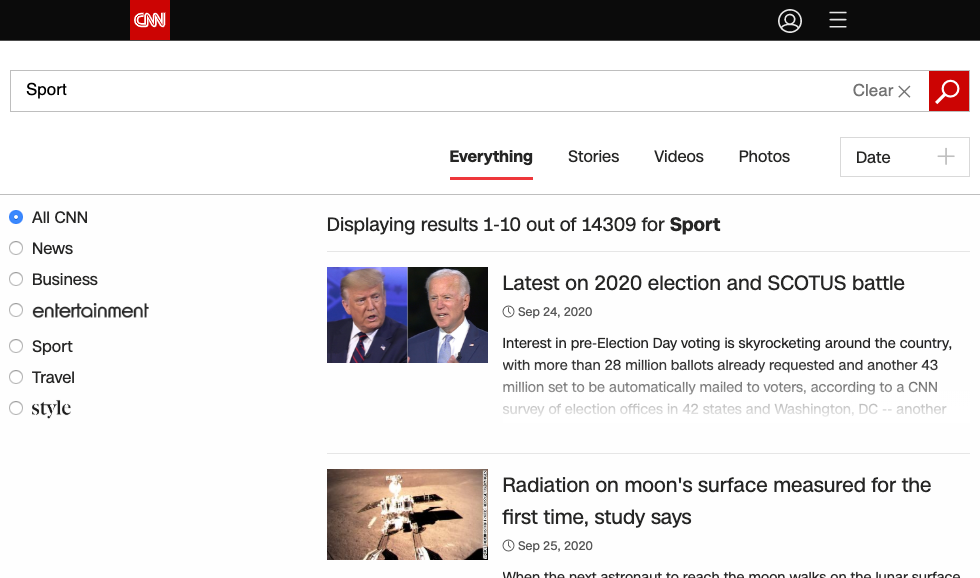 CNN
Sport
Clear
Everything
Stories
Videos
Photos
Date
All CNN
News
Business
entertainment
Sport
Travel
style
Displaying results 1-10 out of 14309 for Sport
Latest on 2020 election and SCOTUS battle
Sep 24, 2020
Interest in pre-Election Day voting is skyrocketing around the country,
with more than 28 million ballots already requested and another 43
million set to be automatically mailed to voters, according to a CNN
survey of election offices in 42 states and Washington, DC -- another
Radiation on moon's surface measured for the
first time, study says
Sep 25, 2020
When the next astronaut to reach the moon walks on the lunar surface